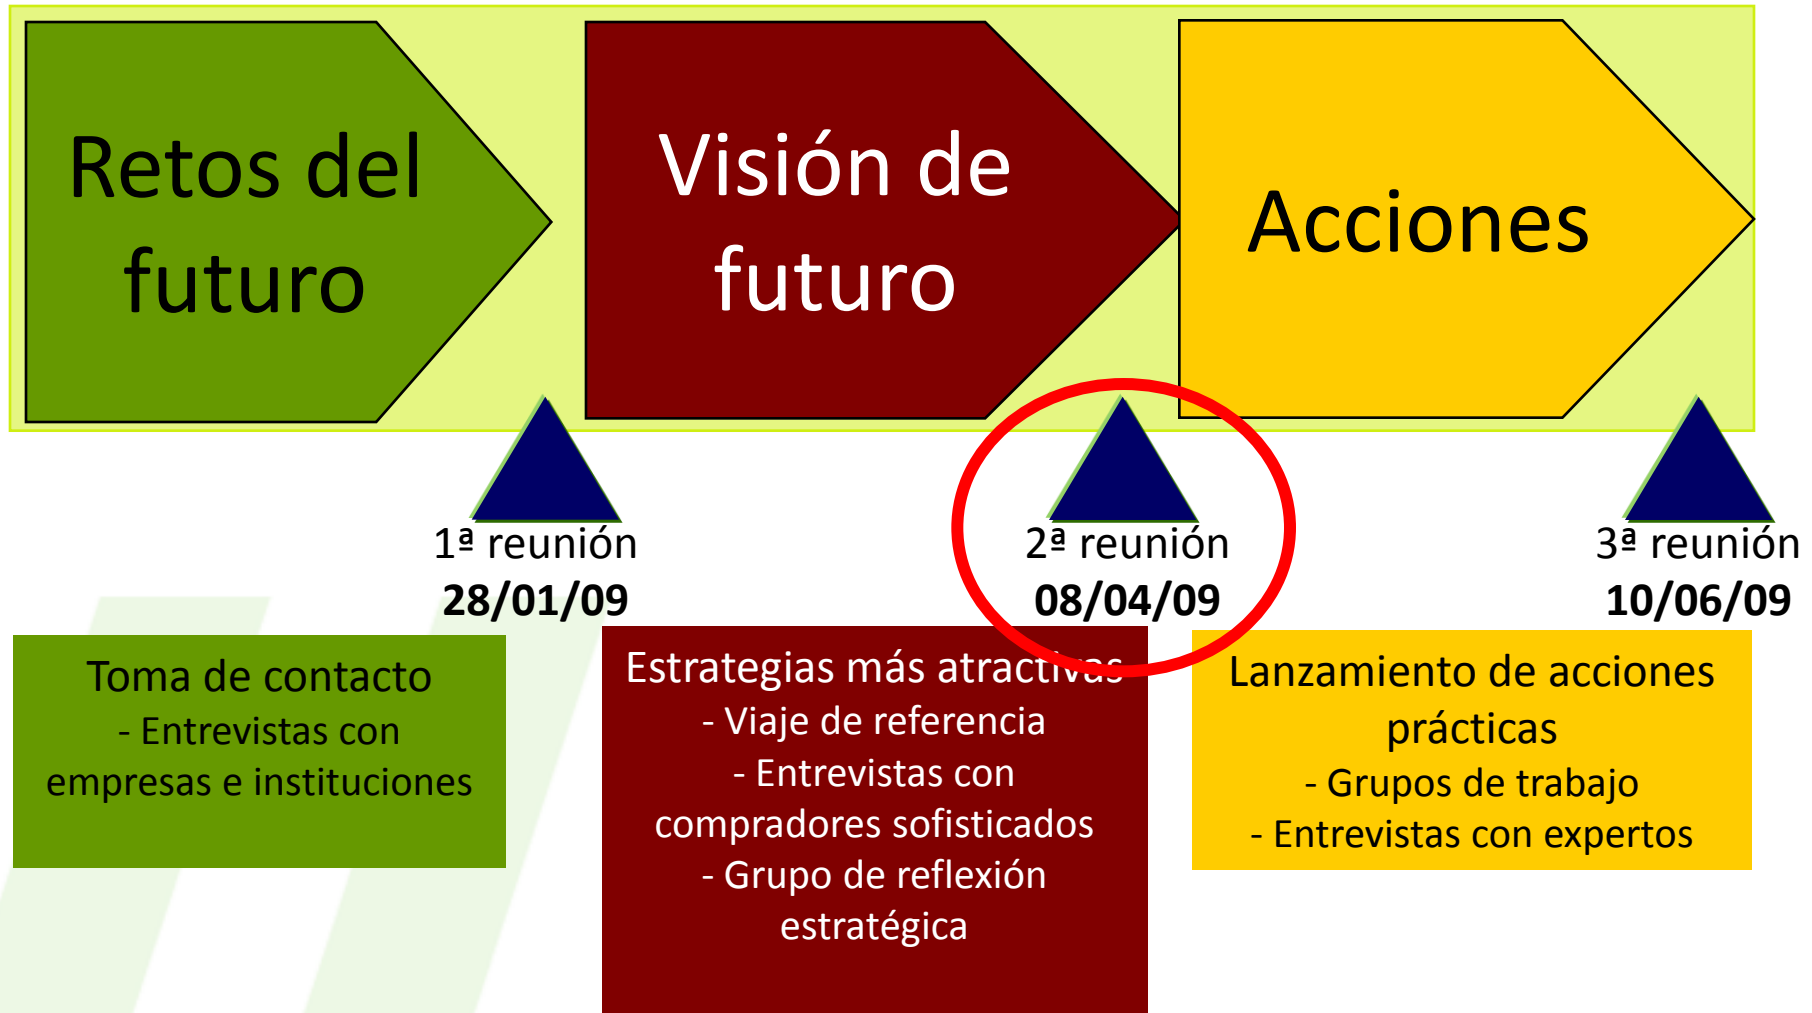 Retos del
futuro
Visión de
futuro
Acciones
1ª reunión
28/01/09
2ª reunión
08/04/09
3ª reunión
10/06/09
Toma de contacto
- Entrevistas con
empresas e instituciones
Estrategias más atractivas
- Viaje de referencia
- Entrevistas con
compradores sofisticados
- Grupo de reflexión
estratégica
Lanzamiento de acciones
prácticas
- Grupos de trabajo
- Entrevistas con expertos